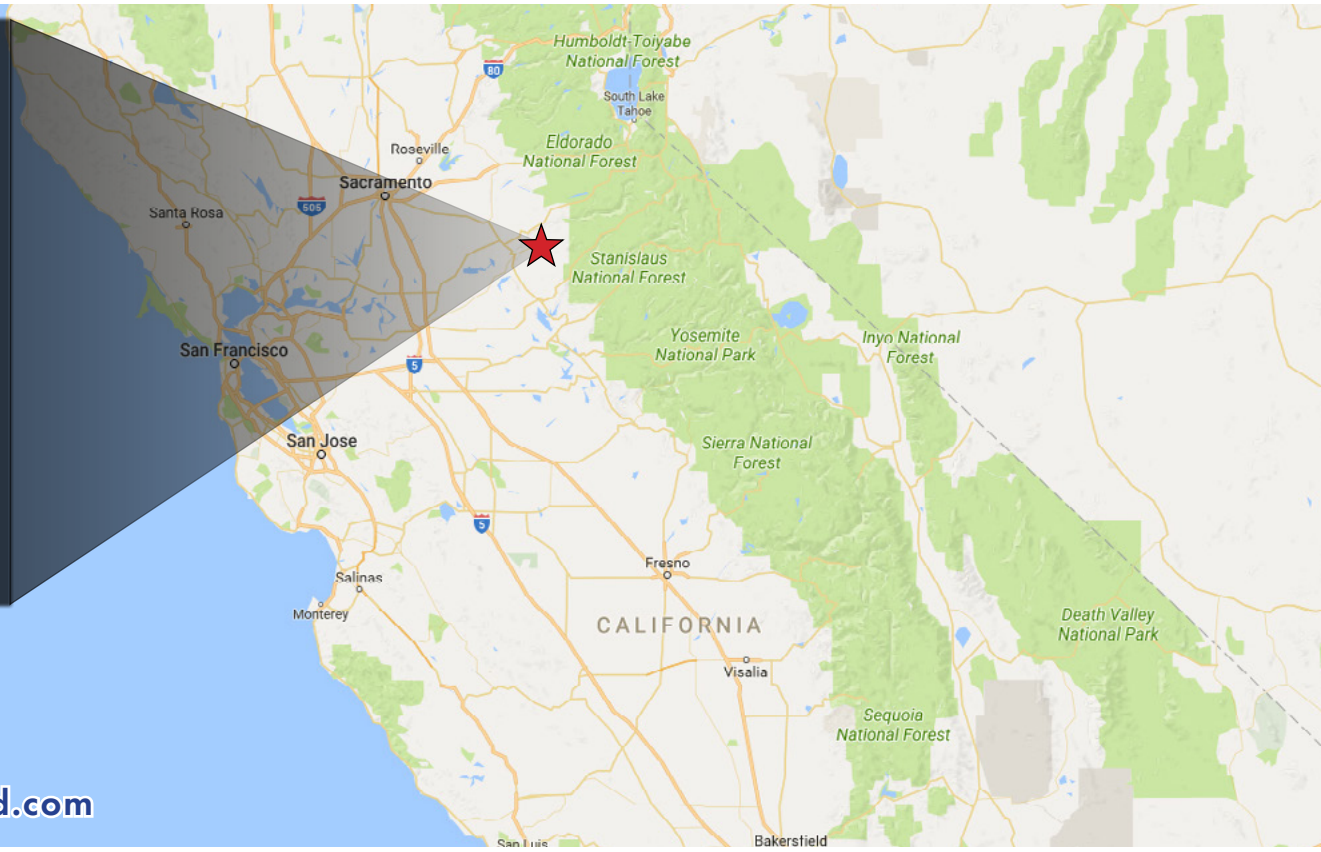 Humboldt-Toiyabe
National Forest
80
South Lake
Tahoe
Eldorado
National Forest
Roseville
Sacramento
505
Santa Rosa
Stanislaus
National Forest
Yosemite
National Park
Inyo National
Forest
San Francisco
5
San Jose
Sierra National
Forest
5
Fresno
Salinas
Monterey
CALIFORNIA
Death Valley
National Park
Visalia
Sequoia
National Forest
d.com
San Luis
Bakersfield